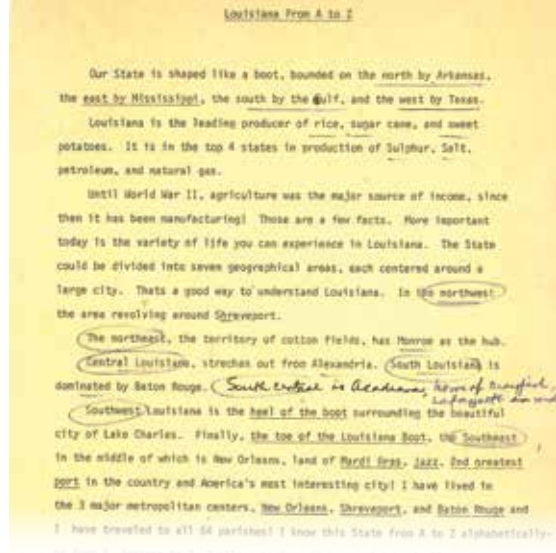 Louisiana From A to Z
Our State is shaped like a boot, bounded on the north by Arkansas,
the east by Mississippi, the south by the Gulf, and the west by Texas.
Louisiana is the leading producer of rice, sugar cane, and sweet
potatoes. It is in the top 4 states in production of Sulphur, Salt,
petroleum, and natural gas.
Until World War II, agriculture was the major source of income, since
then it has been manufacturing! Those are a few facts. More important
today is the variety of life you can experience in Louisiana. The State
could be divided into seven geographical areas, each centered around a
large city. Thats a good way to understand Louisiana. In the northwest
the area revolving around Shreveport.
The northeast, the territory of cotton fields, has Monroe as the hub.
Central Louisiana, streches out from Alexandria. South Louisiana is
dominated by Baton Rouge. South Central is Acadiana, home of crawfish
Lafayette
Southwest Louisiana is the heel of the boot surrounding the beautiful
city of Lake Charles. Finally, the toe of the Louisiana Boot, the Southeast
in the middle of which is New Orleans, land of Mardi Gras, Jazz, 2nd greatest
port in the country and America's most interesting city! I have lived in
the 3 major metropolitan centers, New Orleans, Shreveport, and Baton Rouge and
I have traveled to all 64 parishes! I know this State from A to Z alphabetically.